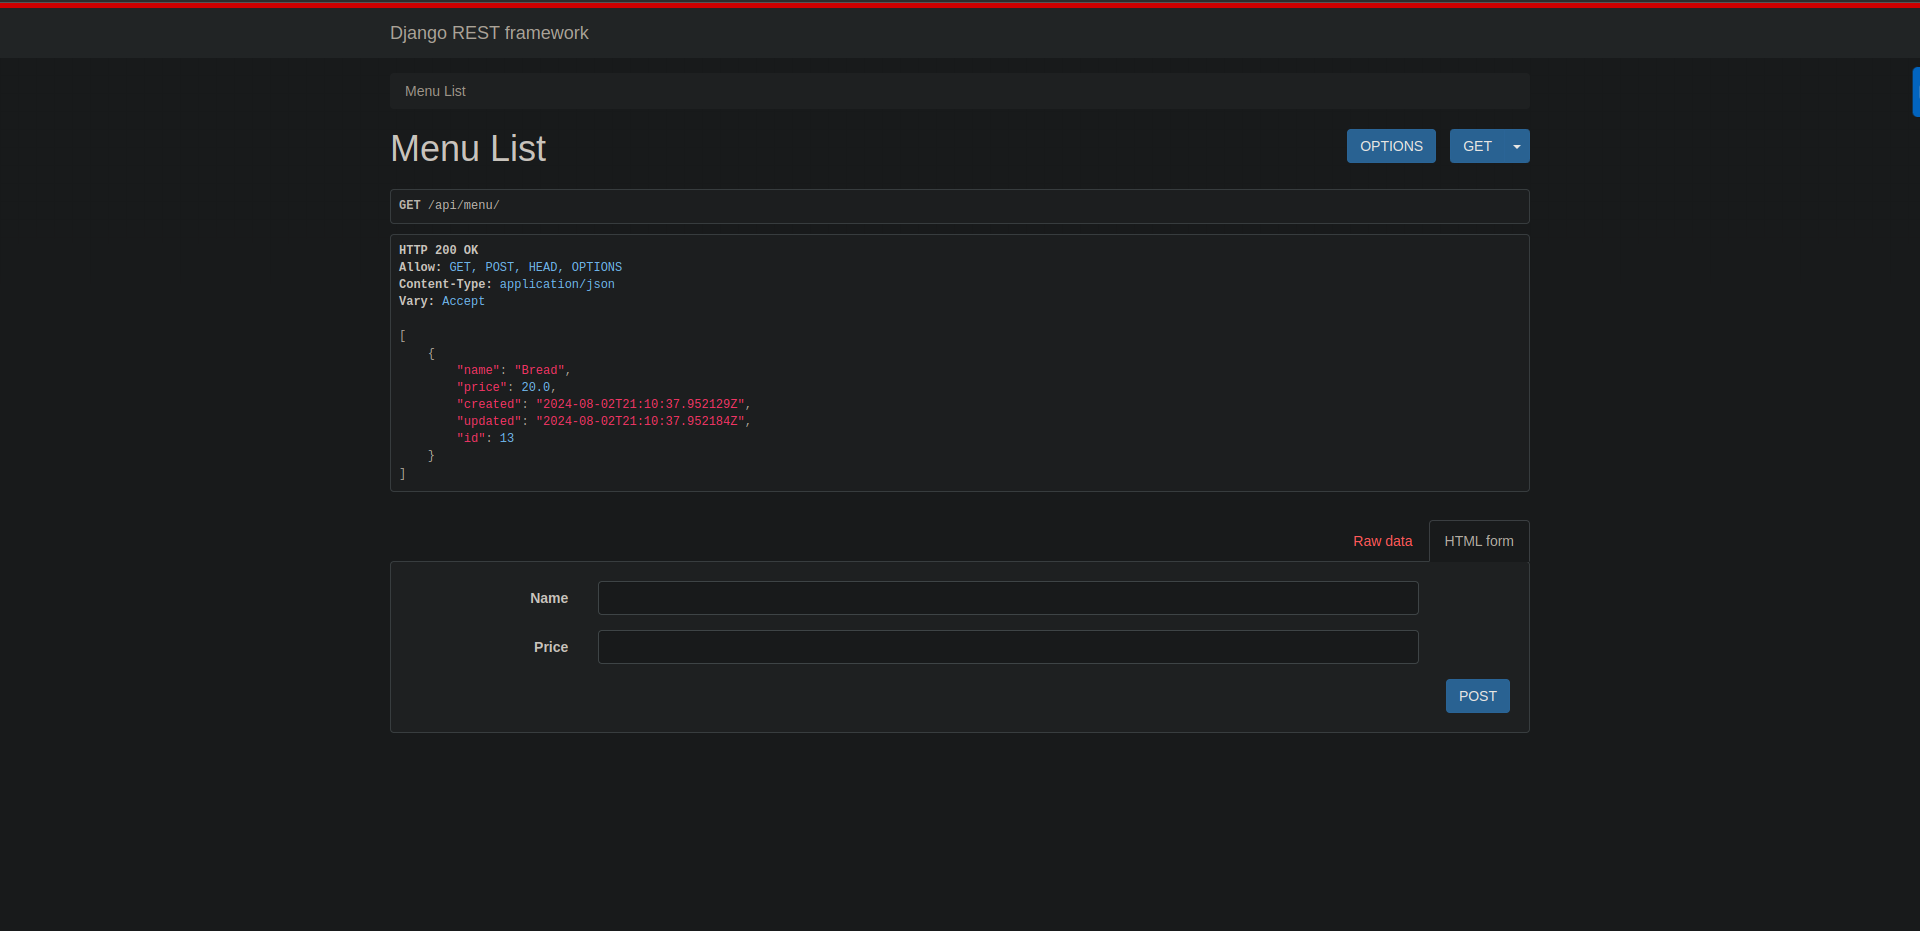 Django REST framework
Menu List
Menu List
OPTIONS GET
GET /api/menu/
HTTP 200 OK
Allow: GET, POST, HEAD, OPTIONS
Content-Type: application/json
Vary: Accept
[
    {
        "name": "Bread",
        "price": 20.0,
        "created": "2024-08-02T21:10:37.952129Z",
        "updated": "2024-08-02T21:10:37.952184Z",
        "id": 13
    }
]
Raw data HTML form
Name
Price
POST